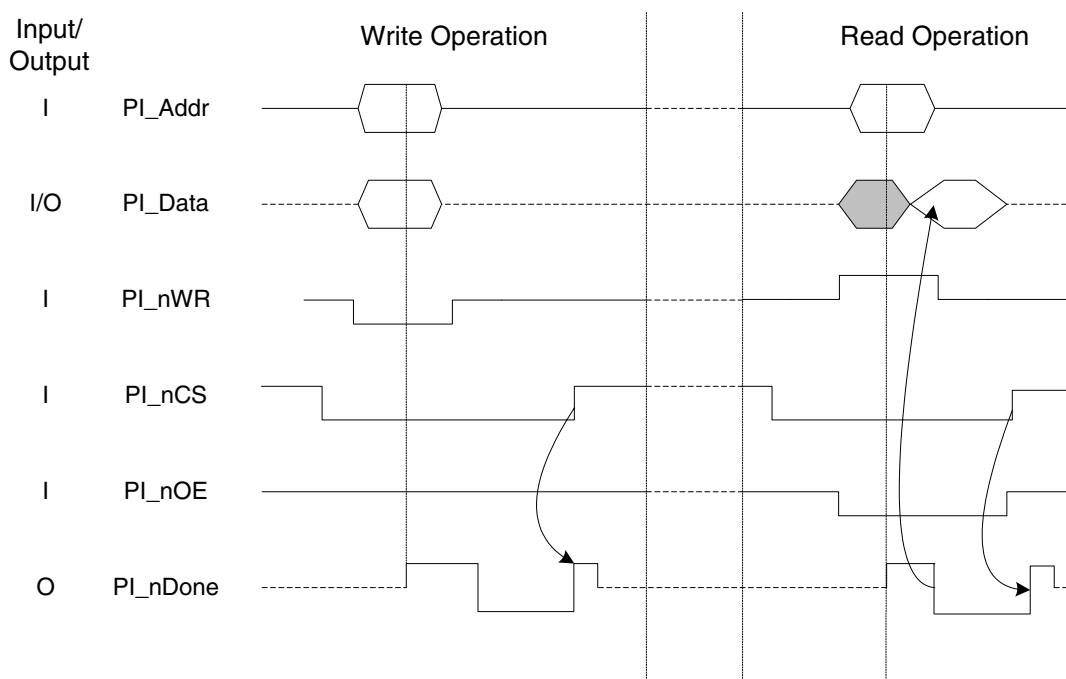 Input/
Output
Write Operation
Read Operation
I PI_Addr
I/O PI_Data
I PI_nWR
I PI_nCS
I PI_nOE
O PI_nDone